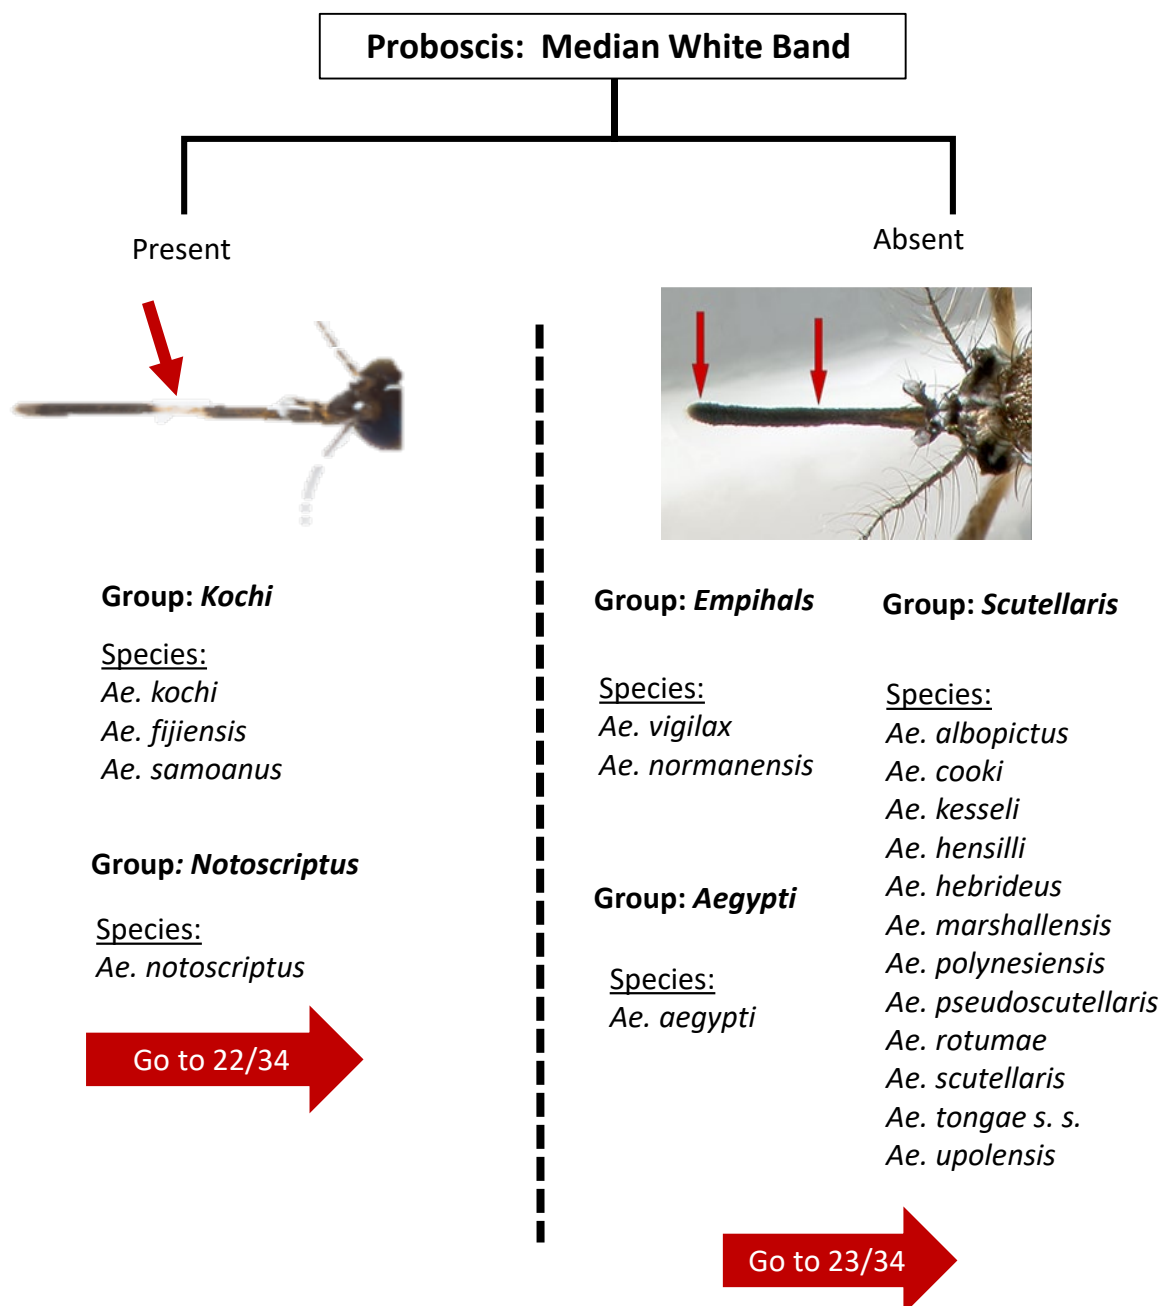 Proboscis: Median White Band
Present
Absent
Group: Kochi
Species:
Ae. kochi
Ae. fijiensis
Ae. samoanus
Group: Notoscriptus
Species:
Ae. notoscriptus
Go to 22/34
Group: Empihals
Species:
Ae. vigilax
Ae. normanensis
Group: Aegypti
Species:
Ae. aegypti
Group: Scutellaris
Species:
Ae. albopictus
Ae. cooki
Ae. kesseli
Ae. hensilli
Ae. hebrideus
Ae. marshallensis
Ae. polynesiensis
Ae. pseudoscutellaris
Ae. rotumae
Ae. scutellaris
Ae. tongae s. s.
Ae. upolensis
Go to 23/34